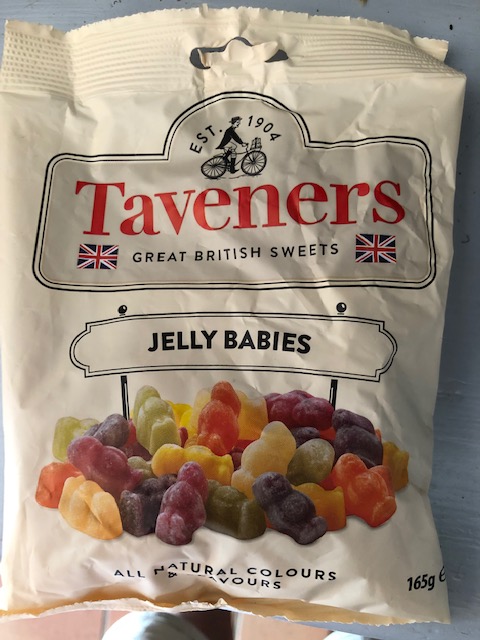 EST. 1904
Taveners
GREAT BRITISH SWEETS
JELLY BABIES
ALL NATURAL COLOURS
& FLAVOURS
165g e